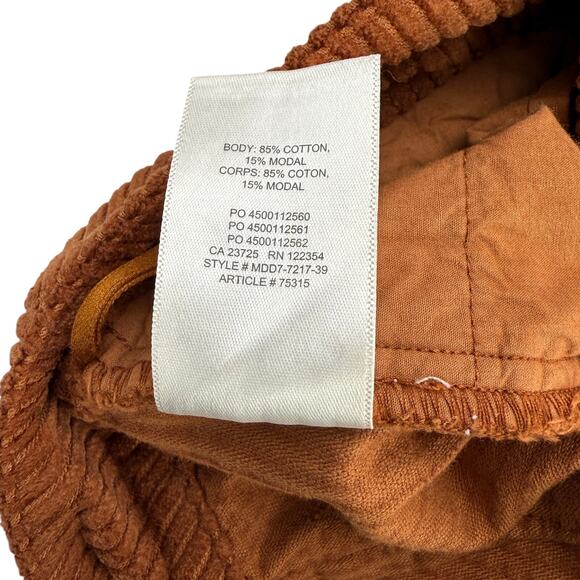 BODY: 85% COTTON,
15% MODAL
CORPS: 85% COTON,
15% MODAL
PO 4500112560
PO 4500112561
PO 4500112562
CA 23725 RN 122354
STYLE # MDD7-7217-39
ARTICLE # 75315